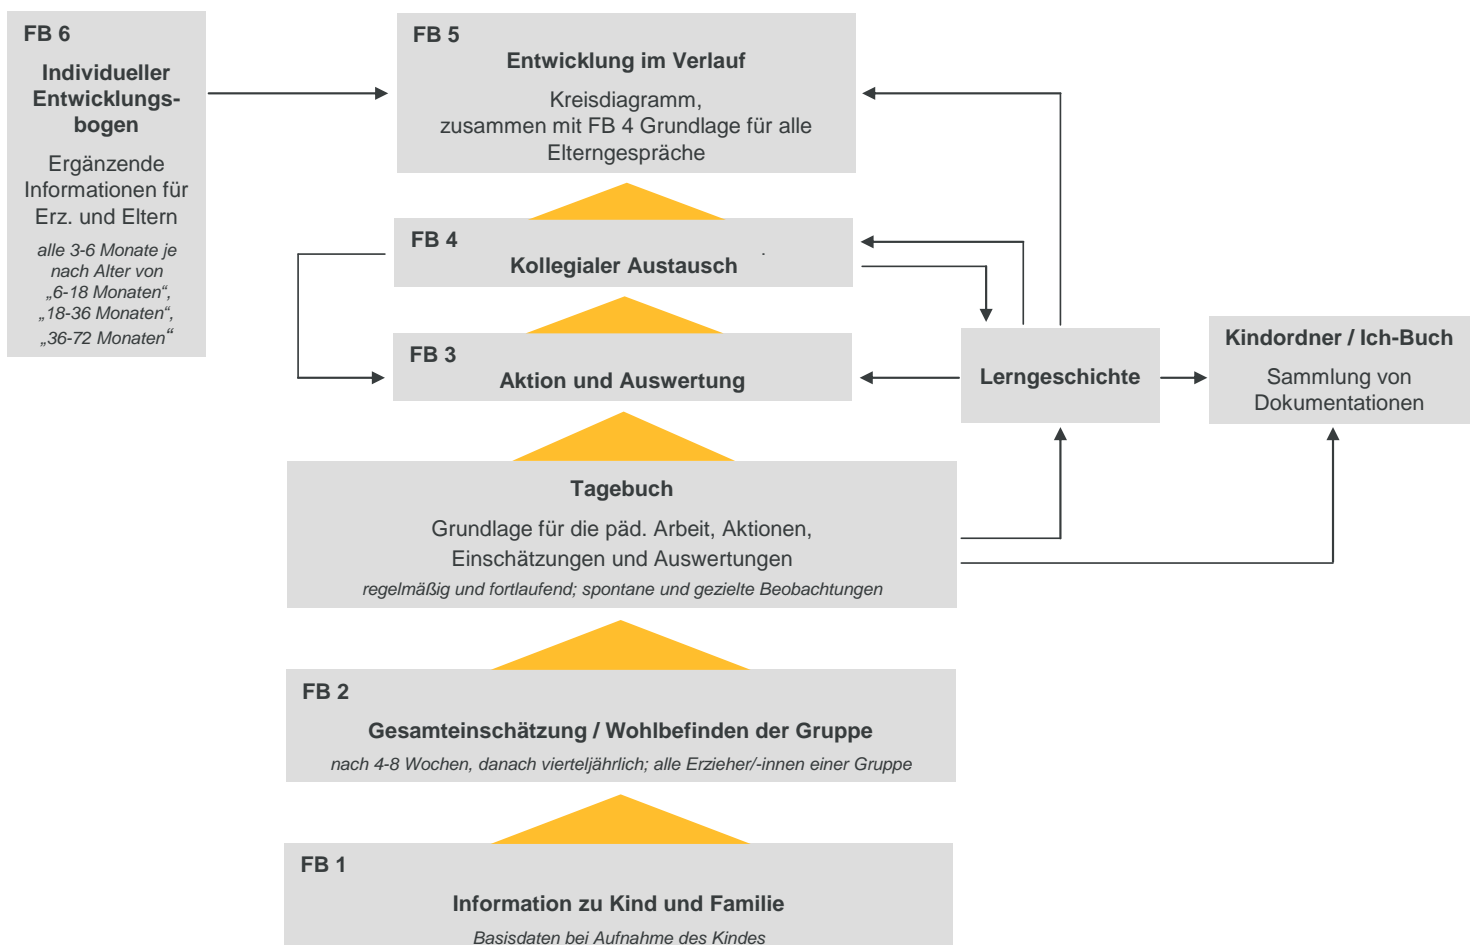 FB 6
Individueller
Entwicklungs-
bogen
Ergänzende
Informationen für
Erz. und Eltern
alle 3-6 Monate je
nach Alter von
„6-18 Monaten“,
„18-36 Monaten“,
„36-72 Monaten“
FB 5
Entwicklung im Verlauf
Kreisdiagramm,
zusammen mit FB 4 Grundlage für alle
Elterngespräche
FB 4
Kollegialer Austausch
FB 3
Aktion und Auswertung
Lerngeschichte
Kindordner / Ich-Buch
Sammlung von
Dokumentationen
Tagebuch
Grundlage für die päd. Arbeit, Aktionen,
Einschätzungen und Auswertungen
regelmäßig und fortlaufend; spontane und gezielte Beobachtungen
FB 2
Gesamteinschätzung / Wohlbefinden der Gruppe
nach 4-8 Wochen, danach vierteljährlich; alle Erzieher/-innen einer Gruppe
FB 1
Information zu Kind und Familie
Basisdaten bei Aufnahme des Kindes